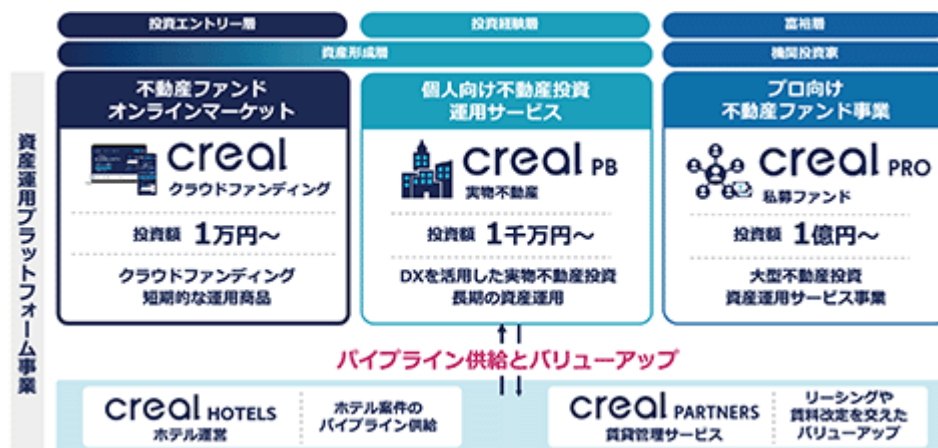 投資エントリー層
投資経験層
富裕層
資産形成層
機関投資家
資産運用プラットフォーム事業
不動産ファンド
オンラインマーケット
creal
クラウドファンディング
投資額 1万円〜
クラウドファンディング
短期的な運用商品
個人向け不動産投資
運用サービス
creal PB
実物不動産
投資額 1千万円〜
DXを活用した実物不動産投資
長期の資産運用
プロ向け
不動産ファンド事業
creal PRO
私募ファンド
投資額 1億円〜
大型不動産投資
資産運用サービス事業
パイプライン供給とバリューアップ
creal HOTELS
ホテル運営
ホテル案件の
パイプライン供給
creal PARTNERS
賃貸管理サービス
リーシングや
賃料改定を交えた
バリューアップ